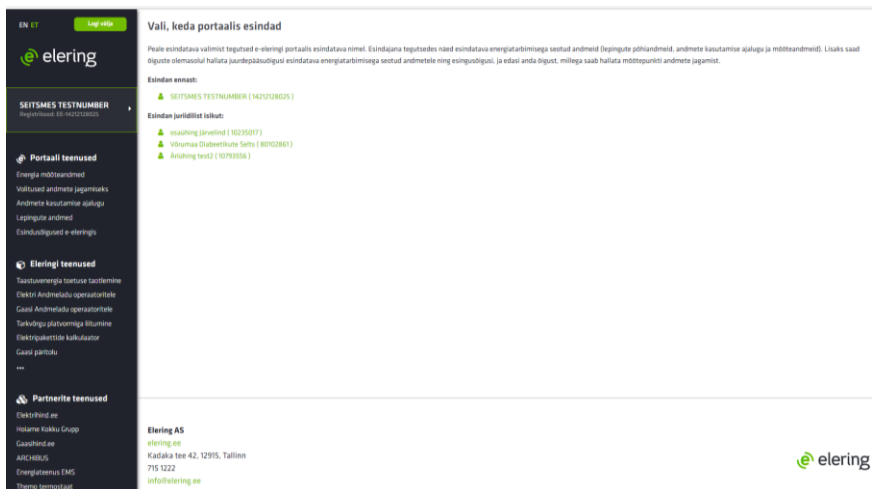 EN ET
Logi välja
elering
SEITSMES TESTNUMBER
Registrikood: EE-14212128025
Portaali teenused
Energia mõõteandmed
Volitused andmete jagamiseks
Andmete kasutamise ajalugu
Lepingute andmed
Esindusõigused e-eleringis
Eleringi teenused
Taastuvenergia toetuse taotlemine
Elektri Andmeladu operaatoritele
Gaasi Andmeladu operaatoritele
Tarkvõrgu platvormiga liitumine
Elektripakettide kalkulaator
Gaasi päritolu
•••
Partnerite teenused
Elektrihind.ee
Hoiame Kokku Grupp
Gaasihind.ee
ARCHIBUS
Energiateenus EMS
Themo termostaat
Vali, keda portaalis esindad
Peale esindatava valimist tegutsed e-eleringi portaalis esindatava nimel. Esindajana tegutsedes näed esindatava energiatarbimisega seotud andmeid (lepingute põhiandmeid, andmete kasutamise ajalugu ja mõõteandmeid). Lisaks saad
õiguste olemasolul hallata juurdepääsuõigusi esindatava energiatarbimisega seotud andmetele ning esingusõigusi, ja edasi anda õigust, millega saab hallata mõõtepunkti andmete jagamist.
Esindan ennast:
SEITSMES TESTNUMBER ( 14212128025 )
Esindan juriidilist isikut:
osaühing Järvelind ( 10235017 )
Võrumaa Diabeetikute Selts ( 80102861 )
Äriühing test2 ( 10793556 )
Elering AS
elering.ee
Kadaka tee 42, 12915, Tallinn
715 1222
info@elering.ee
elering